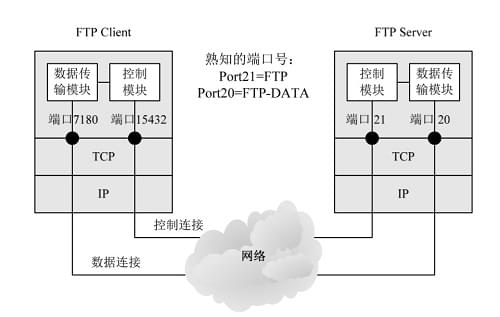 FTP Client
FTP Server
熟知的端口号：
Port21=FTP
Port20=FTP-DATA
数据传
输模块
控制
模块
控制
模块
数据传
输模块
端口7180
端口15432
端口21
端口20
TCP
TCP
IP
IP
控制连接
网络
数据连接